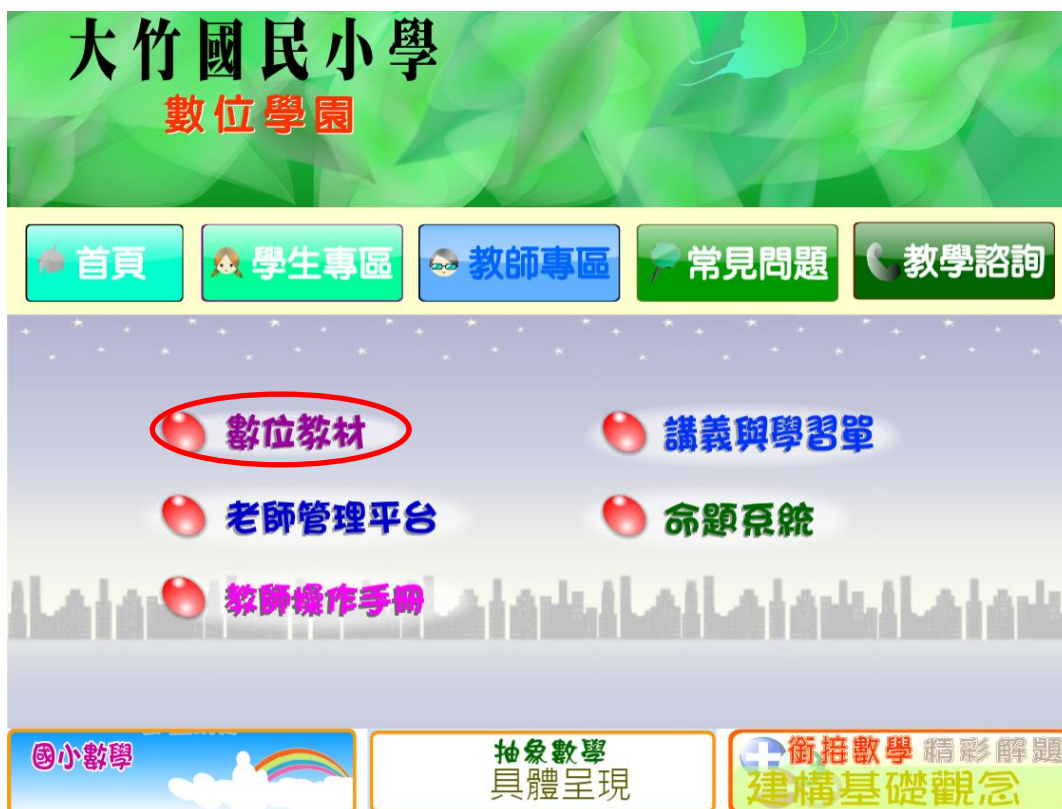 大竹國民小學
數位學園
首頁
學生專區
教師專區
常見問題
教學諮詢
數位教材
講義與學習單
老師管理平台
命題系統
教師操作手冊
國小數學
抽象數學
具體呈現
銜接數學 精彩解題
建構基礎觀念